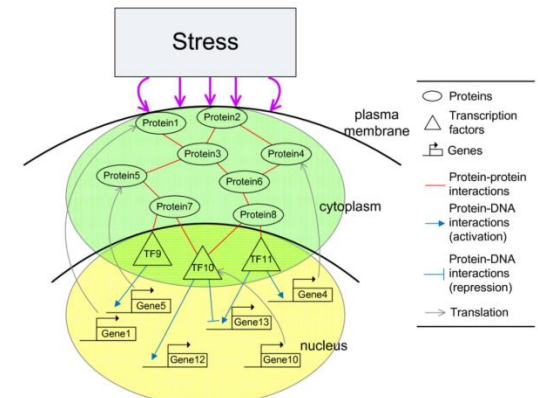 Stress
plasma
membrane
Protein1
Protein2
Protein3
Protein4
Protein5
Protein6
Protein7
Protein8
cytoplasm
TF9
TF10
TF11
Gene5
Gene4
Gene1
Gene13
Gene12
Gene10
nucleus
Proteins
Transcription
factors
Genes
Protein-protein
interactions
Protein-DNA
interactions
(activation)
Protein-DNA
interactions
(repression)
Translation